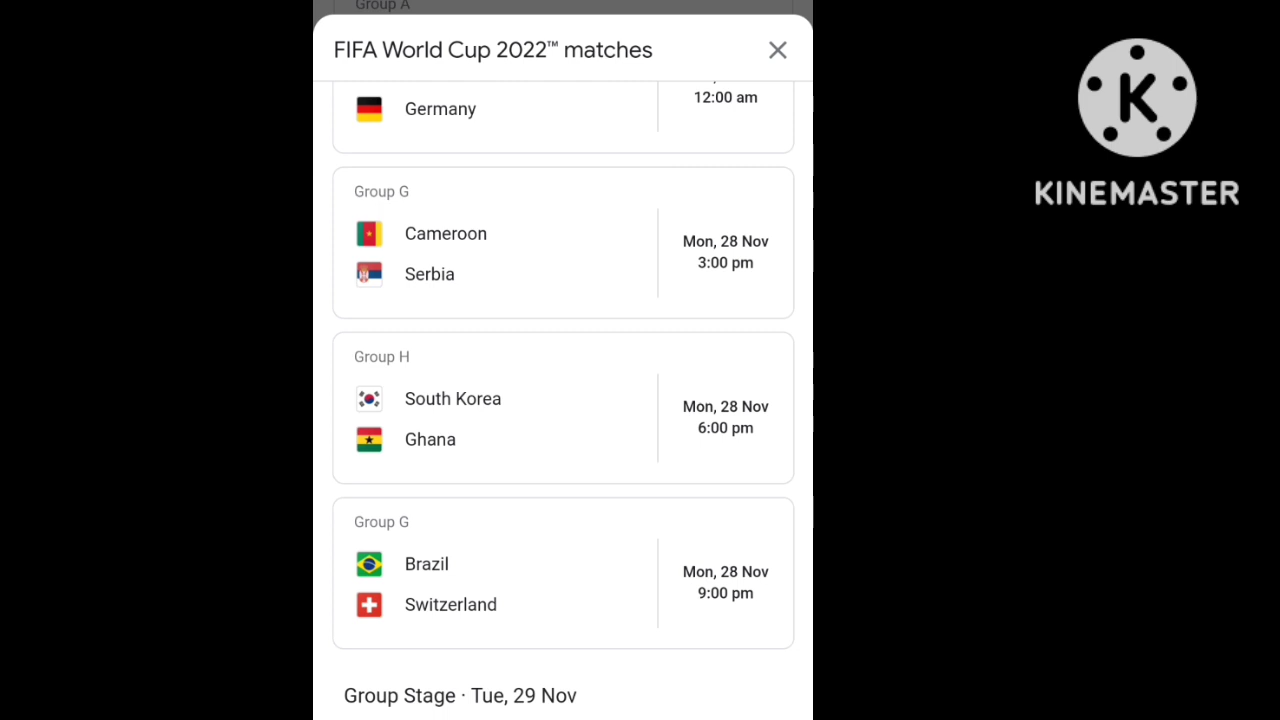 Group A
FIFA World Cup 2022™ matches
Germany
12:00 am
Group G
Cameroon
Serbia
Mon, 28 Nov
3:00 pm
Group H
South Korea
Ghana
Mon, 28 Nov
6:00 pm
Group G
Brazil
Switzerland
Mon, 28 Nov
9:00 pm
Group Stage · Tue, 29 Nov
K
KINEMASTER